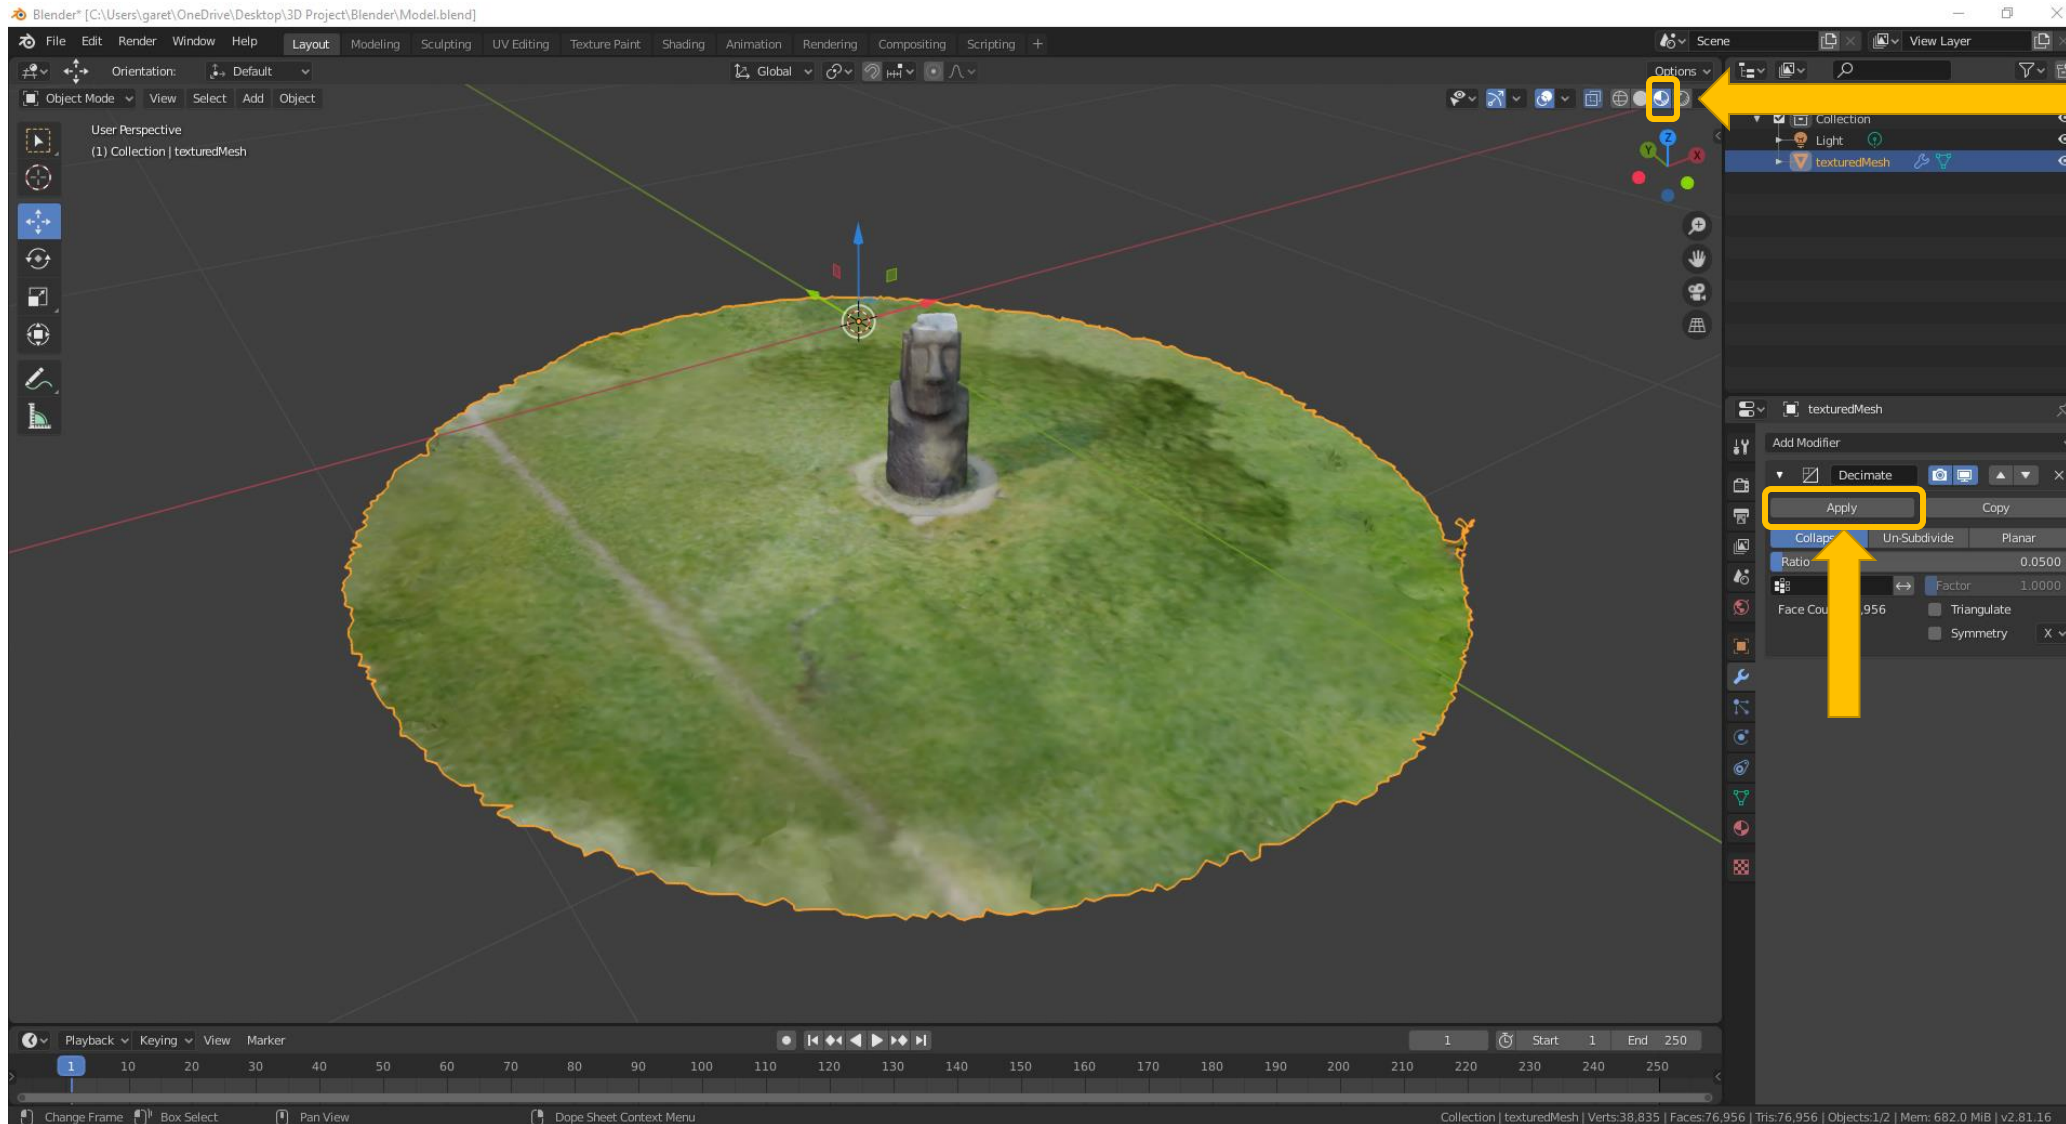 Blender* [C:\Users\garet\OneDrive\Desktop\3D Project\Blender\Model.blend]
File Edit Render Window Help Layout Modeling Sculpting UV Editing Texture Paint Shading Animation Rendering Compositing Scripting + Scene View Layer
Orientation: Default Global Options
Object Mode View Select Add Object
User Perspective
(1) Collection | texturedMesh
Z
Y
X
Collection
Light
texturedMesh
texturedMesh
Add Modifier
Decimate
Apply Copy
Un-Subdivide Planar
Ratio 0.0500
Factor 1.0000
Face ,956 Triangulate
Symmetry X
Playback Keying View Marker 1 Start 1 End 250
1 10 20 30 40 50 60 70 80 90 100 110 120 130 140 150 160 170 180 190 200 210 220 230 240 250
Change Frame Box Select Pan View Dope Sheet Context Menu Collection | texturedMesh | Verts:38,835 | Faces:76,956 | Tris:76,956 | Objects:1/2 | Mem: 682.0 MiB | v2.81.16